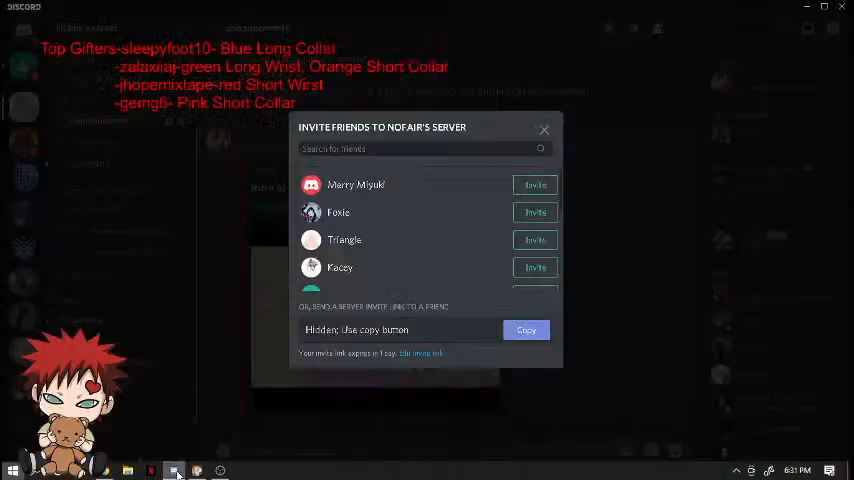 DISCORD
Top Gifters-sleepyfoot10- Blue Long Collar
-zalaxiiaj-green Long Wrist, Orange Short Collar
-jhopemixtape-red Short Wirst
-gemg6- Pink Short Collar
INVITE FRIENDS TO NOFAIR'S SERVER
Search for friends
Merry Miyuki Invite
Foxie Invite
Triangle Invite
Kacey Invite
OR, SEND A SERVER INVITE LINK TO A FRIEND
Hidden; Use copy button Copy
Your invite link expires in 1 day. Edit invite link.
6:31 PM